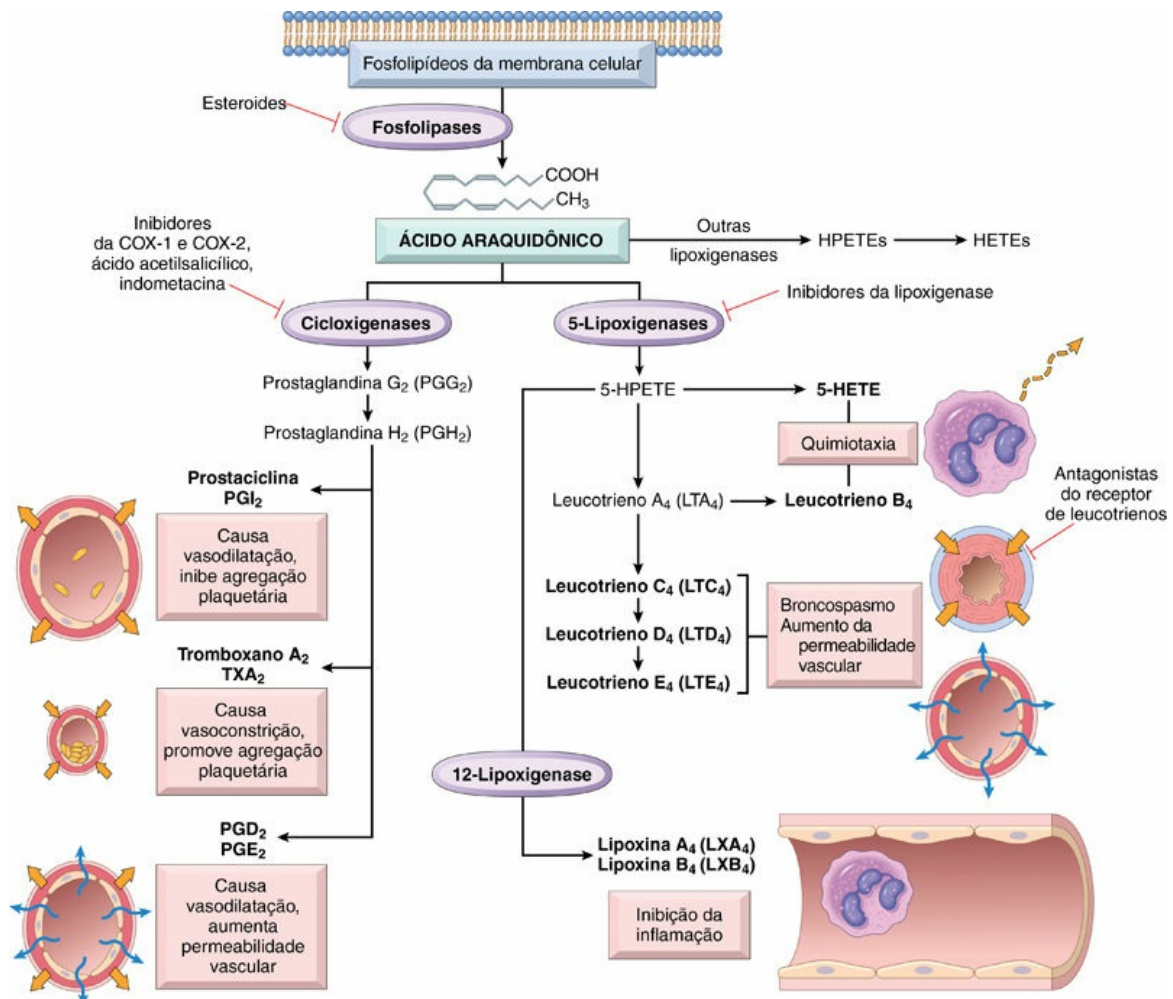 Fosfolipídeos da membrana celular
Esteroides
Fosfolipases
COOH
CH₃
Inibidores
da COX-1 e COX-2,
ácido acetilsalicílico,
indometacina
ÁCIDO ARAQUIDÔNICO
Outras
lipoxigenases
HPETEs
HETEs
Cicloxigenases
5-Lipoxigenases
Inibidores da lipoxigenase
Prostaglandina G₂ (PGG₂)
Prostaglandina H₂ (PGH₂)
5-HPETE
5-HETE
Quimiotaxia
Leucotrieno A₄ (LTA₄)
Leucotrieno B₄
Antagonistas
do receptor
de leucotrienos
Prostaciclina
PGI₂
Causa
vasodilatação,
inibe agregação
plaquetária
Leucotrieno C₄ (LTC₄)
Leucotrieno D₄ (LTD₄)
Leucotrieno E₄ (LTE₄)
Broncospasmo
Aumento da
permeabilidade
vascular
Tromboxano A₂
TXA₂
Causa
vasoconstrição,
promove agregação
plaquetária
12-Lipoxigenase
PGD₂
PGE₂
Causa
vasodilatação,
aumenta
permeabilidade
vascular
Lipoxina A₄ (LXA₄)
Lipoxina B₄ (LXB₄)
Inibição da
inflamação